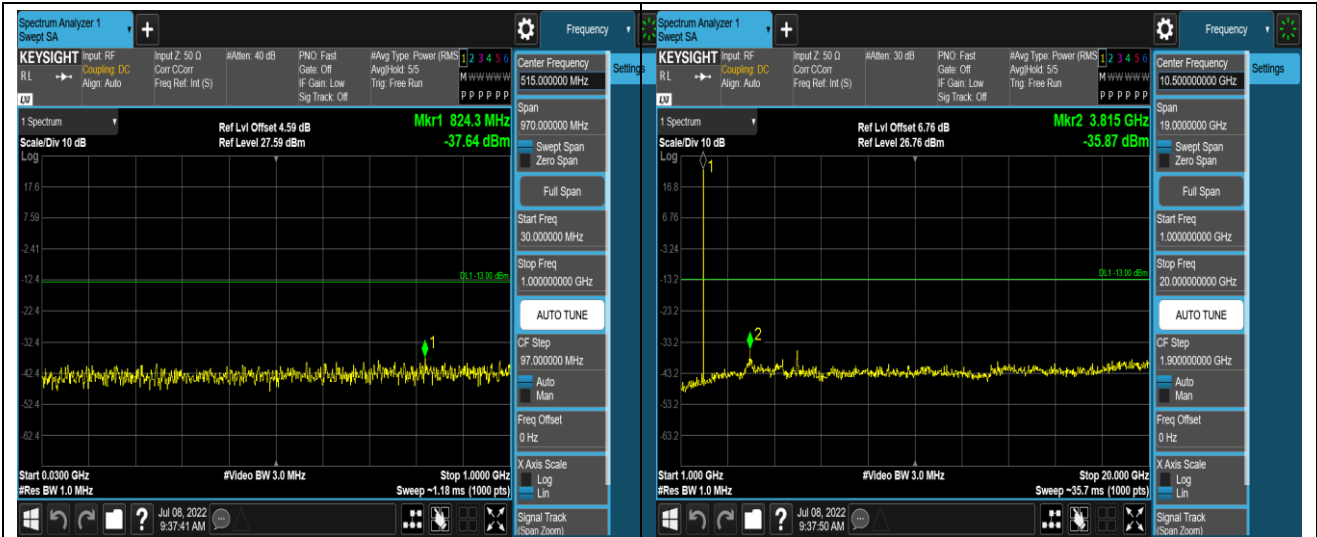 Spectrum Analyzer 1
Swept SA
Frequency
KEYSIGHT
Input: RF
Input Z: 50 Ω
#Atten: 40 dB
PNO: Fast
#Avg Type: Power (RMS
1 2 3 4 5 6
RL
Coupling: DC
Corr CCorr
Gate: Off
Avg|Hold: 5/5
M W W W W W
Align: Auto
Freq Ref: Int (S)
IF Gain: Low
Trig: Free Run
Sig Track: Off
P P P P P P
LXI
Center Frequency
515.000000 MHz
Settings
1 Spectrum
Ref Lvl Offset 4.59 dB
Mkr1 824.3 MHz
Scale/Div 10 dB
Ref Level 27.59 dBm
-37.64 dBm
Log
17.6
7.59
-2.41
-12.4
DL1 -13.00 dBm
-22.4
-32.4
1
-42.4
-52.4
-62.4
Start 0.0300 GHz
#Video BW 3.0 MHz
Stop 1.0000 GHz
#Res BW 1.0 MHz
Sweep ~1.18 ms (1000 pts)
Span
970.000000 MHz
Swept Span
Zero Span
Full Span
Start Freq
30.000000 MHz
Stop Freq
1.000000000 GHz
AUTO TUNE
CF Step
97.000000 MHz
Auto
Man
Freq Offset
0 Hz
X Axis Scale
Log
Lin
Signal Track
(Span Zoom)
?
Jul 08, 2022
9:37:41 AM
Spectrum Analyzer 1
Swept SA
Frequency
KEYSIGHT
Input: RF
Input Z: 50 Ω
#Atten: 30 dB
PNO: Fast
#Avg Type: Power (RMS
1 2 3 4 5 6
RL
Coupling: DC
Corr CCorr
Gate: Off
Avg|Hold: 5/5
M W W W W W
Align: Auto
Freq Ref: Int (S)
IF Gain: Low
Trig: Free Run
Sig Track: Off
P P P P P P
LXI
Center Frequency
10.500000000 GHz
Settings
1 Spectrum
Ref Lvl Offset 6.76 dB
Mkr2 3.815 GHz
Scale/Div 10 dB
Ref Level 26.76 dBm
-35.87 dBm
Log
1
16.8
6.76
-3.24
-13.2
DL1 -13.00 dBm
-23.2
-33.2
2
-43.2
-53.2
-63.2
Start 1.000 GHz
#Video BW 3.0 MHz
Stop 20.000 GHz
#Res BW 1.0 MHz
Sweep ~35.7 ms (1000 pts)
Span
19.0000000 GHz
Swept Span
Zero Span
Full Span
Start Freq
1.000000000 GHz
Stop Freq
20.000000000 GHz
AUTO TUNE
CF Step
1.900000000 GHz
Auto
Man
Freq Offset
0 Hz
X Axis Scale
Log
Lin
Signal Track
(Span Zoom)
?
Jul 08, 2022
9:37:50 AM